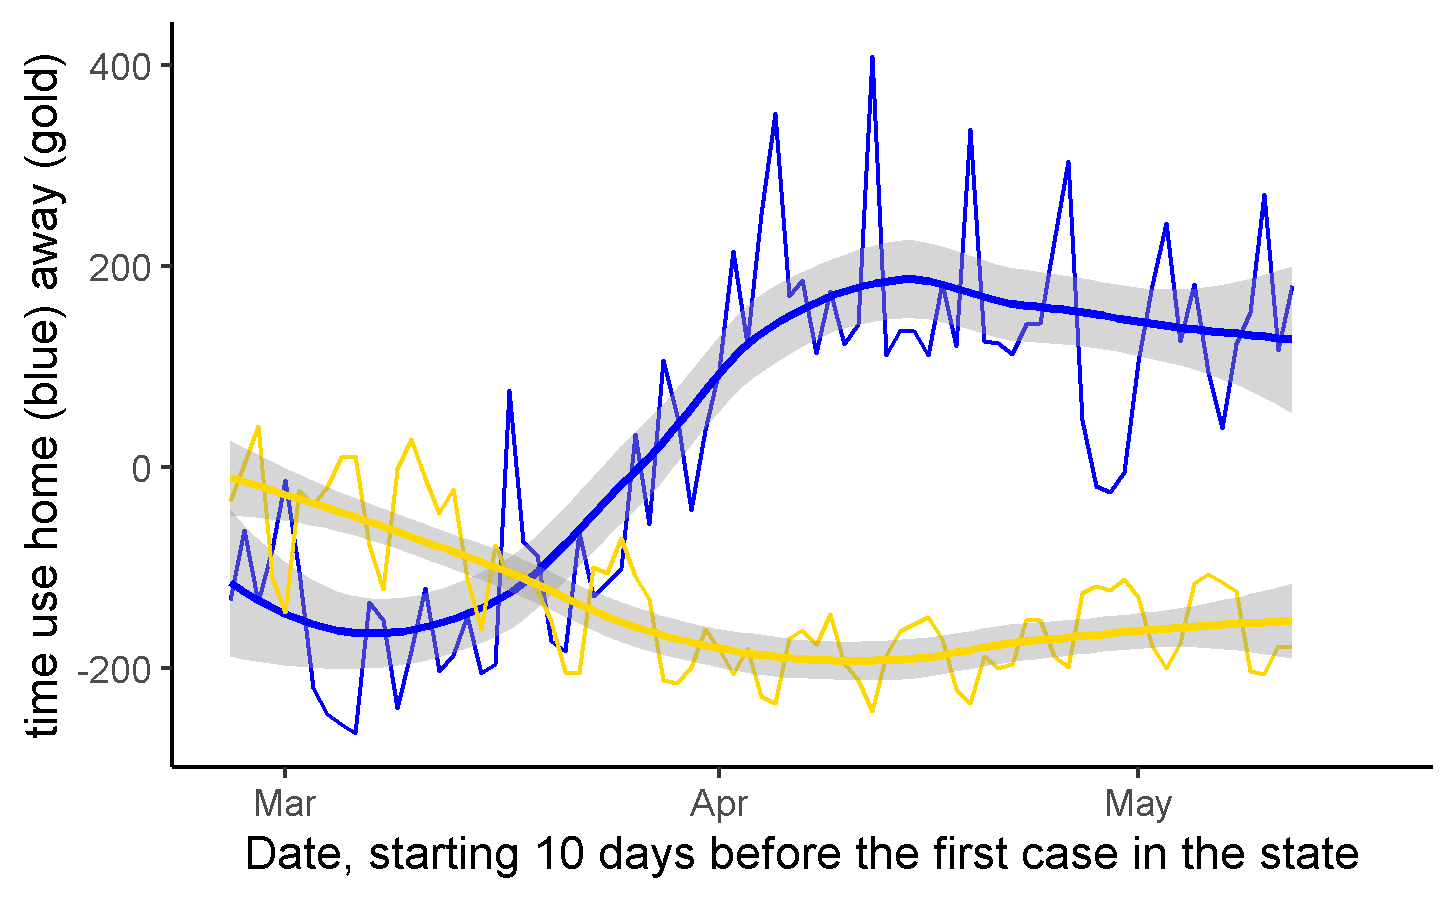 time use home (blue) away (gold)
400
200
0
-200
Mar Apr May
Date, starting 10 days before the first case in the state